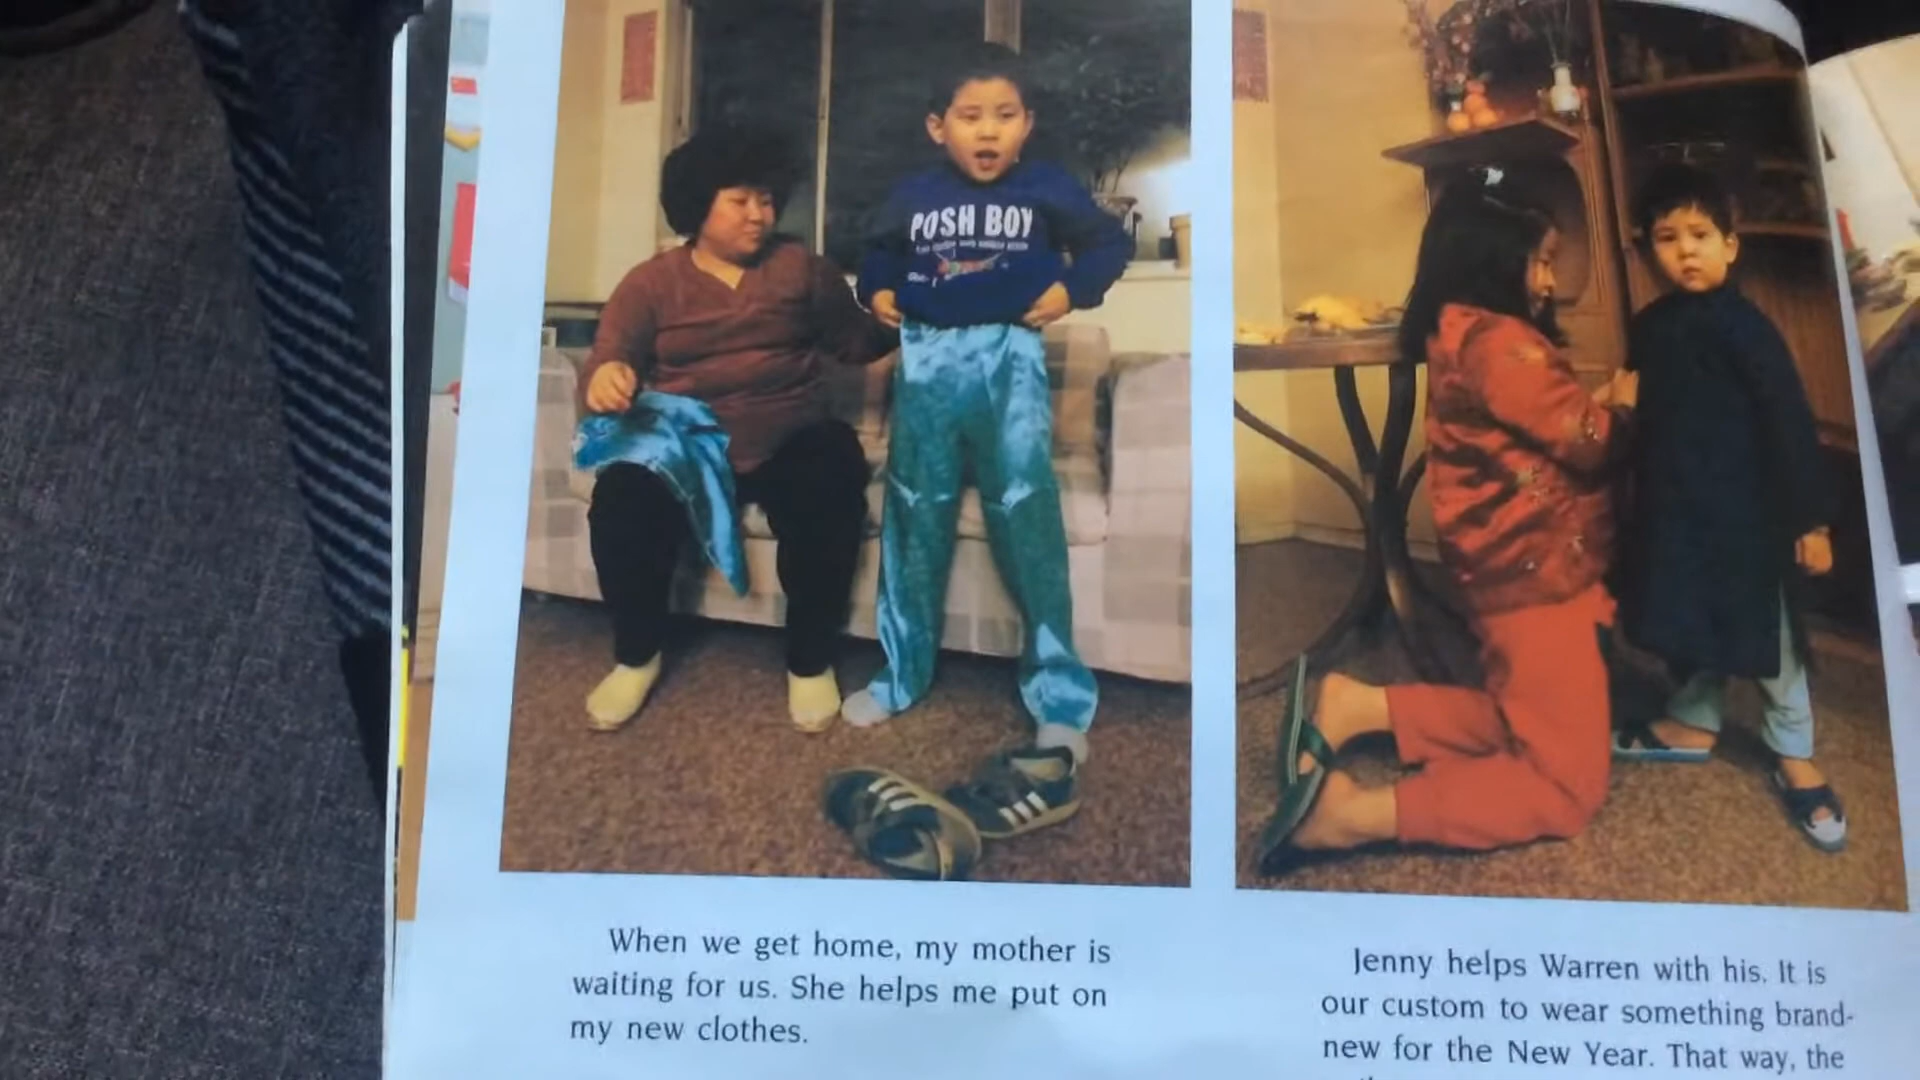 POSH BOY
When we get home, my mother is
waiting for us. She helps me put on
my new clothes.
Jenny helps Warren with his. It is
our custom to wear something brand-
new for the New Year. That way, the